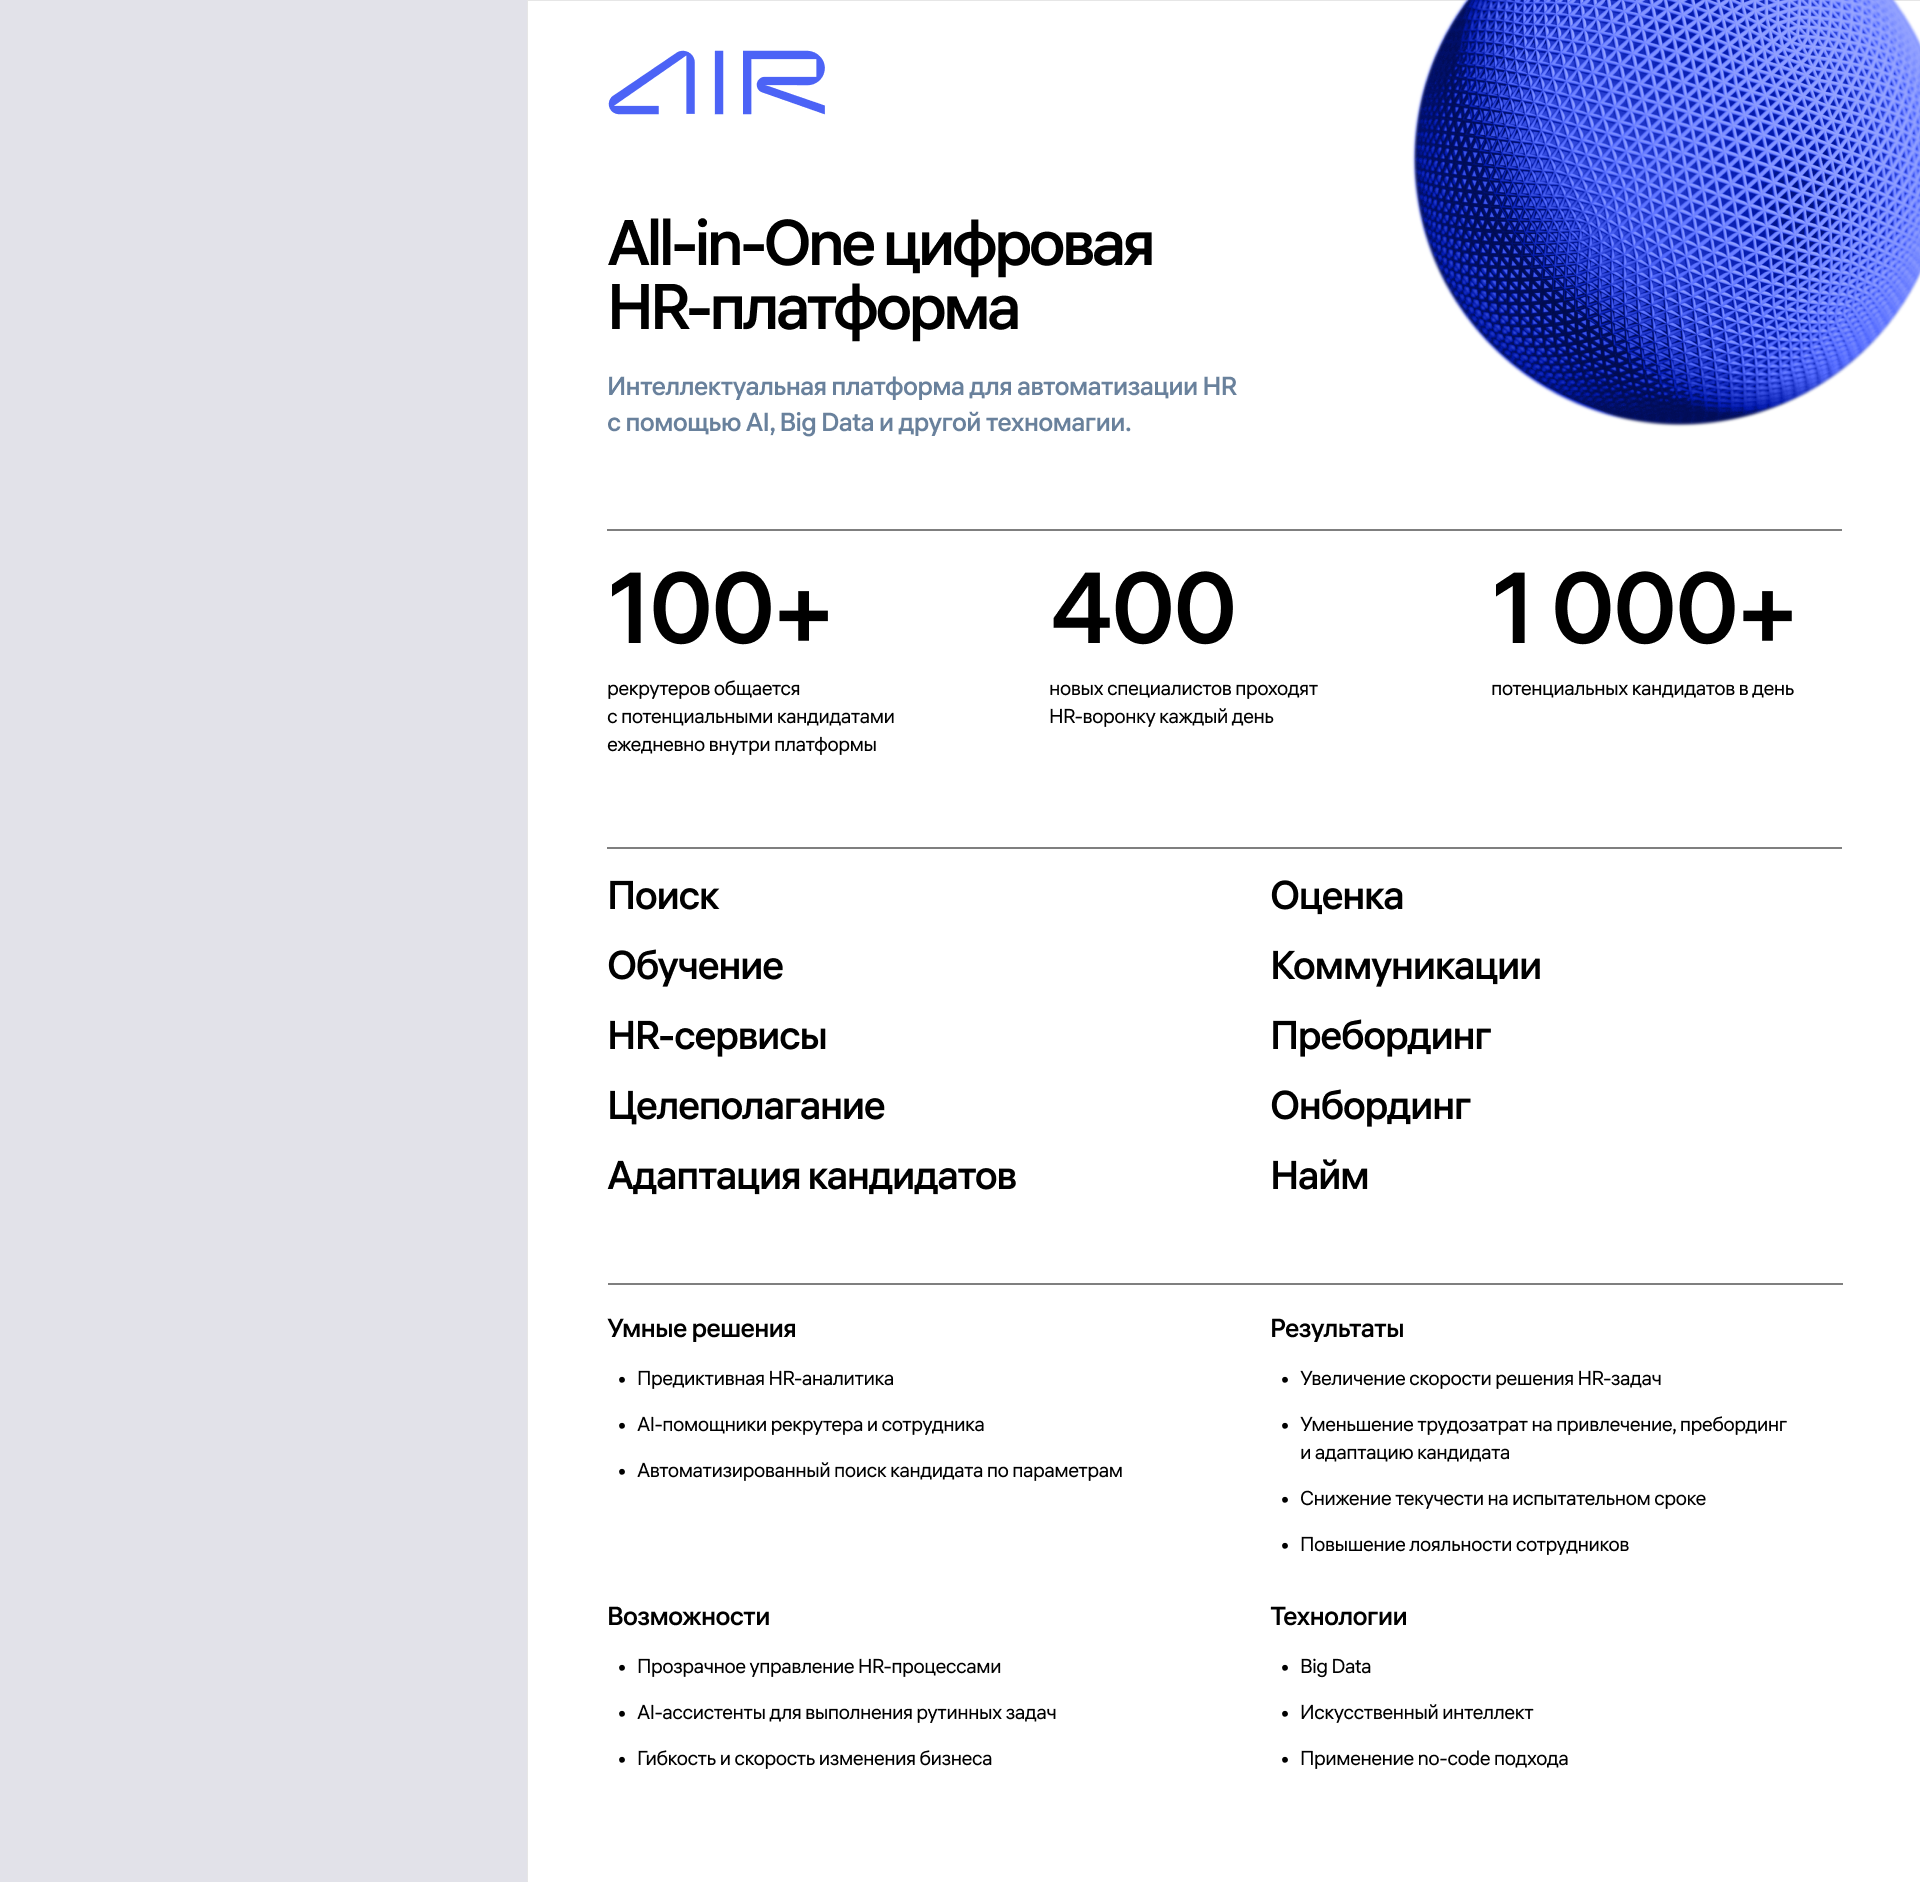 AIR
All-in-One цифровая
HR-платформа
Интеллектуальная платформа для автоматизации HR
с помощью AI, Big Data и другой техномагии.
100+
рекрутеров общается
с потенциальными кандидатами
ежедневно внутри платформы
400
новых специалистов проходят
HR-воронку каждый день
1 000+
потенциальных кандидатов в день
Поиск
Обучение
HR-сервисы
Целеполагание
Адаптация кандидатов
Оценка
Коммуникации
Пребординг
Онбординг
Найм
Умные решения
• Предиктивная HR-аналитика
• AI-помощники рекрутера и сотрудника
• Автоматизированный поиск кандидата по параметрам
Результаты
• Увеличение скорости решения HR-задач
• Уменьшение трудозатрат на привлечение, пребординг
и адаптацию кандидата
• Снижение текучести на испытательном сроке
• Повышение лояльности сотрудников
Возможности
• Прозрачное управление HR-процессами
• AI-ассистенты для выполнения рутинных задач
• Гибкость и скорость изменения бизнеса
Технологии
• Big Data
• Искусственный интеллект
• Применение no-code подхода